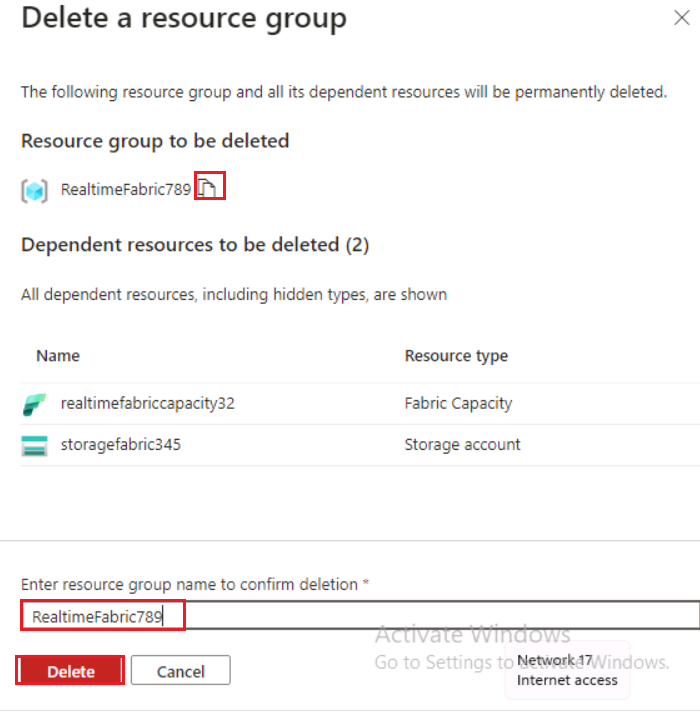 Delete a resource group
The following resource group and all its dependent resources will be permanently deleted.
Resource group to be deleted
RealtimeFabric789
Dependent resources to be deleted (2)
All dependent resources, including hidden types, are shown
Name Resource type
realtimefabriccapacity32 Fabric Capacity
storagefabric345 Storage account
Enter resource group name to confirm deletion *
RealtimeFabric789
Activate Windows
Go to Settings to activate Windows.
Network 17
Internet access
Delete Cancel